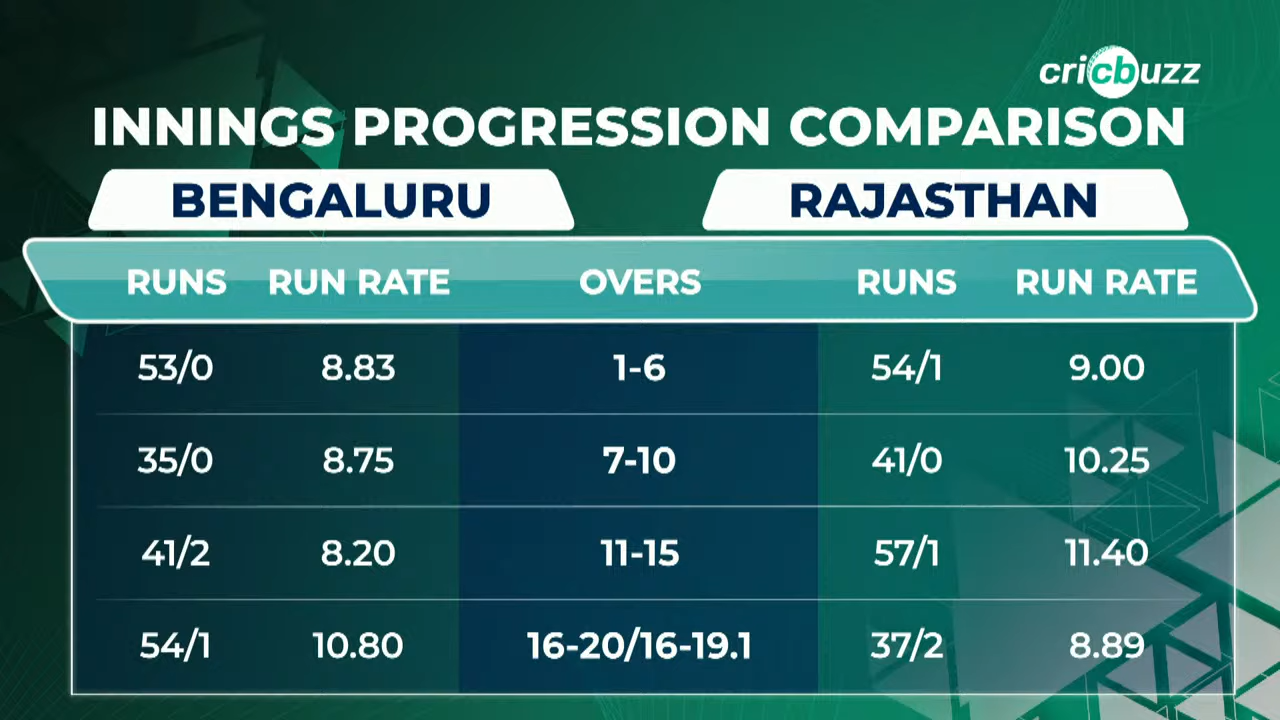 cricbuzz
INNINGS PROGRESSION COMPARISON
BENGALURU RAJASTHAN
RUNS RUN RATE OVERS RUNS RUN RATE
53/0 8.83 1-6 54/1 9.00
35/0 8.75 7-10 41/0 10.25
41/2 8.20 11-15 57/1 11.40
54/1 10.80 16-20/16-19.1 37/2 8.89